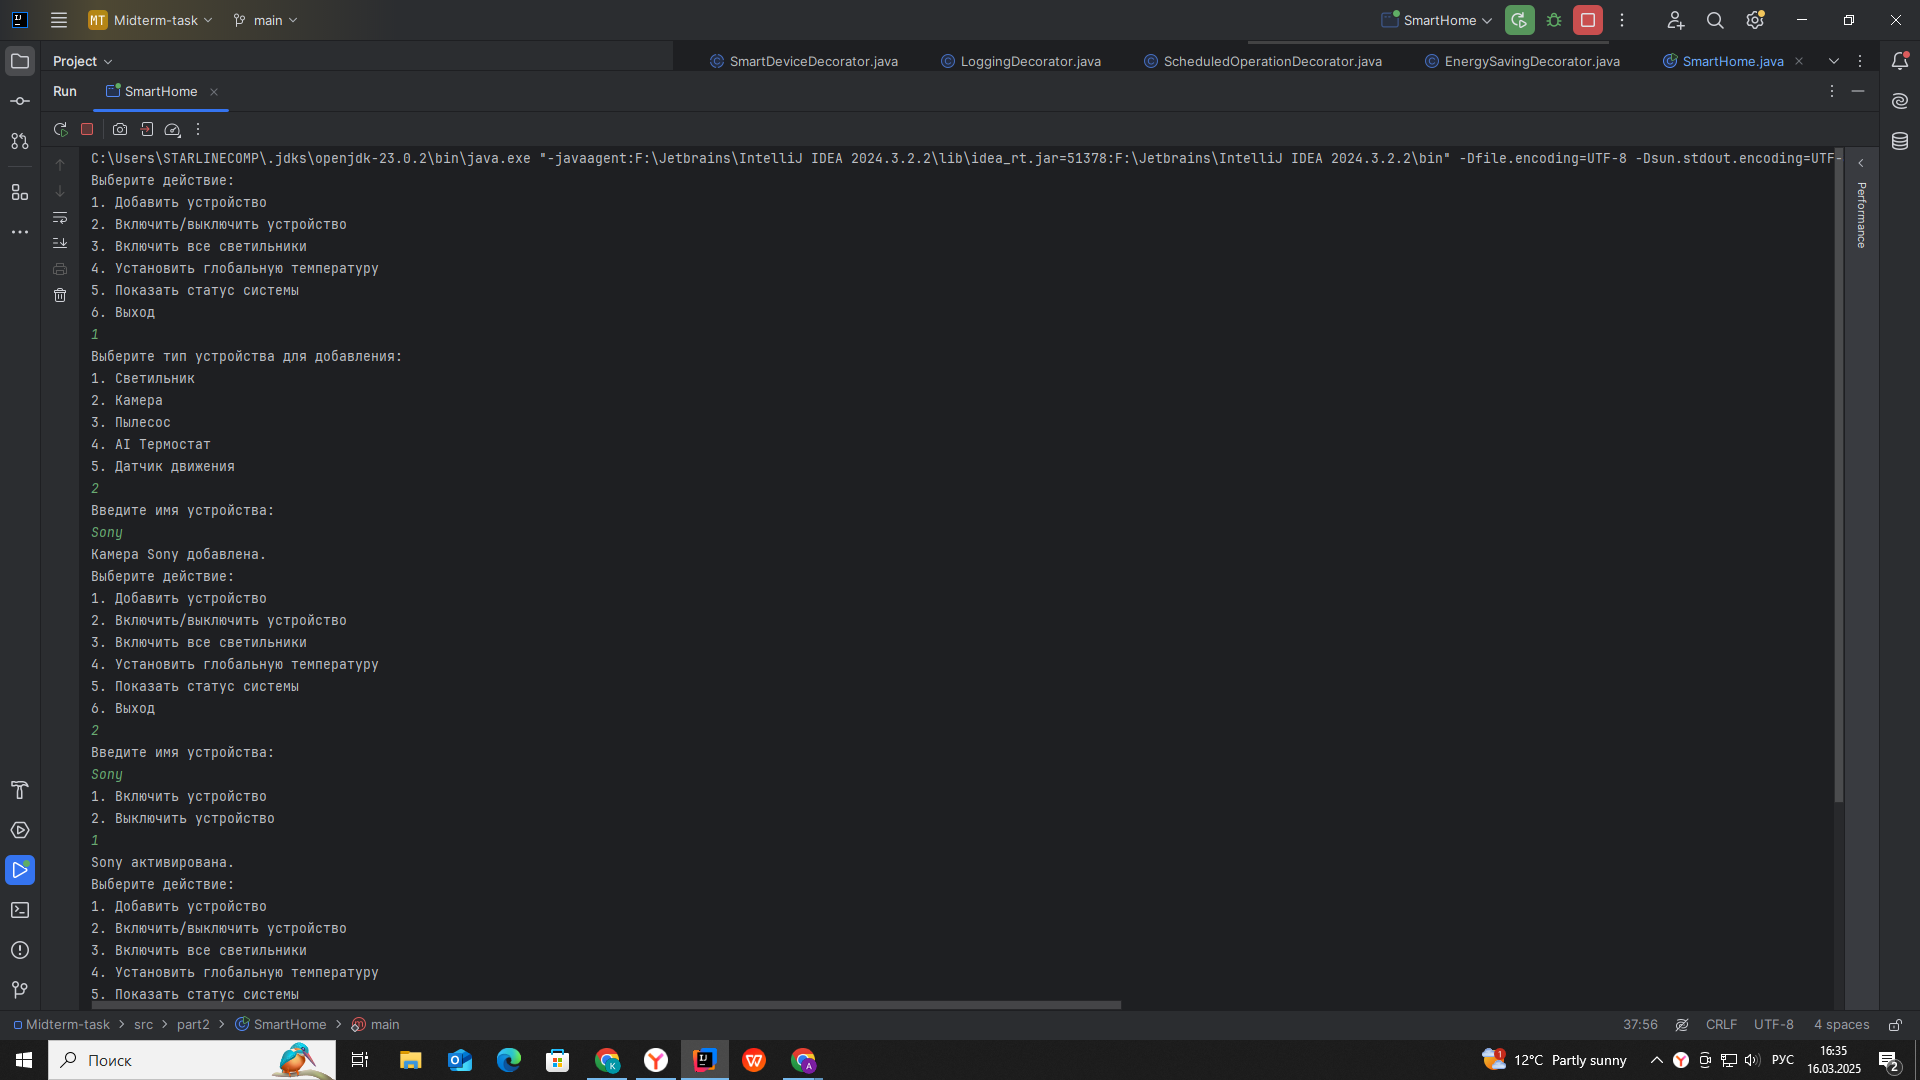 MT Midterm-task main SmartHome
Project SmartDeviceDecorator.java LoggingDecorator.java ScheduledOperationDecorator.java EnergySavingDecorator.java SmartHome.java
Run SmartHome
C:\Users\STARLINECOMP\.jdks\openjdk-23.0.2\bin\java.exe "-javaagent:F:\Jetbrains\IntelliJ IDEA 2024.3.2.2\lib\idea_rt.jar=51378:F:\Jetbrains\IntelliJ IDEA 2024.3.2.2\bin" -Dfile.encoding=UTF-8 -Dsun.stdout.encoding=UTF-
Выберите действие:
1. Добавить устройство
2. Включить/выключить устройство
3. Включить все светильники
4. Установить глобальную температуру
5. Показать статус системы
6. Выход
1
Выберите тип устройства для добавления:
1. Светильник
2. Камера
3. Пылесос
4. AI Термостат
5. Датчик движения
2
Введите имя устройства:
Sony
Камера Sony добавлена.
Выберите действие:
1. Добавить устройство
2. Включить/выключить устройство
3. Включить все светильники
4. Установить глобальную температуру
5. Показать статус системы
6. Выход
2
Введите имя устройства:
Sony
1. Включить устройство
2. Выключить устройство
1
Sony активирована.
Выберите действие:
1. Добавить устройство
2. Включить/выключить устройство
3. Включить все светильники
4. Установить глобальную температуру
5. Показать статус системы
Performance
Midterm-task src part2 SmartHome main 37:56 CRLF UTF-8 4 spaces
Поиск 12°C Partly sunny РУС 16:35
16.03.2025